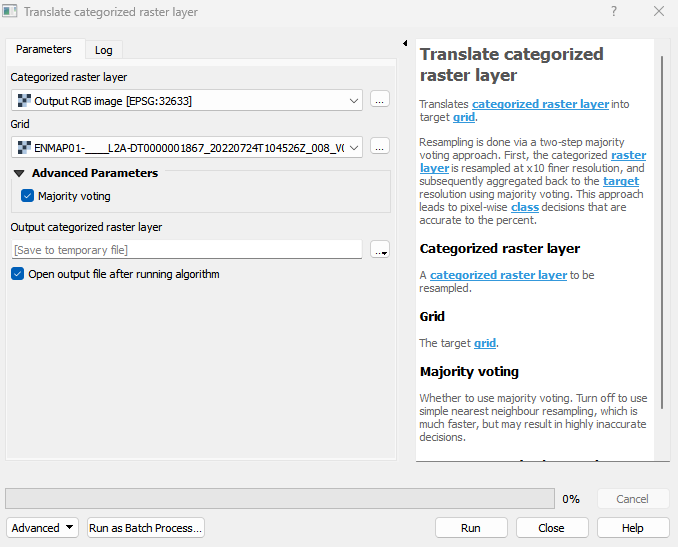 Translate categorized raster layer
?
Parameters
Log
Categorized raster layer
Output RGB image [EPSG:32633]
...
Grid
ENMAP01-____L2A-DT0000001867_20220724T104526Z_008_V0
...
Advanced Parameters
Majority voting
Output categorized raster layer
[Save to temporary file]
...
Open output file after running algorithm
Translate categorized
raster layer
Translates categorized raster layer into
target grid.
Resampling is done via a two-step majority
voting approach. First, the categorized raster
layer is resampled at x10 finer resolution, and
subsequently aggregated back to the target
resolution using majority voting. This approach
leads to pixel-wise class decisions that are
accurate to the percent.
Categorized raster layer
A categorized raster layer to be
resampled.
Grid
The target grid.
Majority voting
Whether to use majority voting. Turn off to use
simple nearest neighbour resampling, which is
much faster, but may result in highly inaccurate
decisions.
0%
Cancel
Advanced
Run as Batch Process...
Run
Close
Help